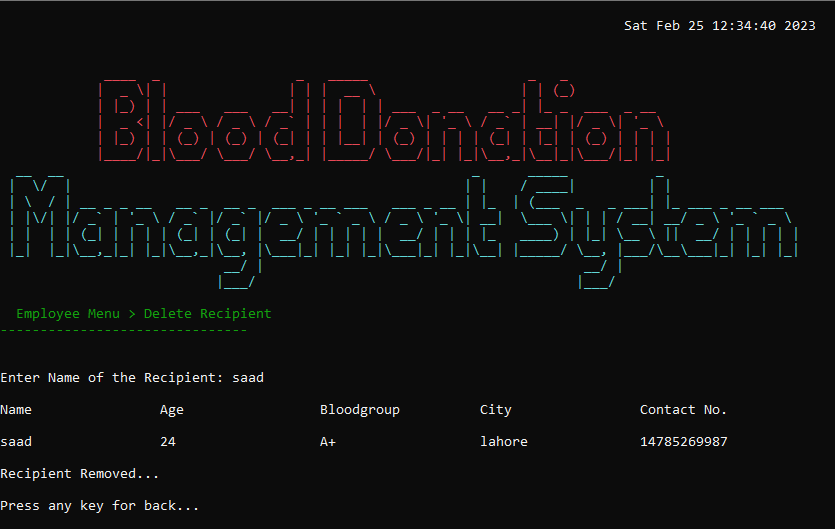 Sat Feb 25 12:34:40 2023
Blood Donation
Management System
Employee Menu > Delete Recipient
-------------------------------
Enter Name of the Recipient: saad
Name Age Bloodgroup City Contact No.
saad 24 A+ lahore 14785269987
Recipient Removed...
Press any key for back...